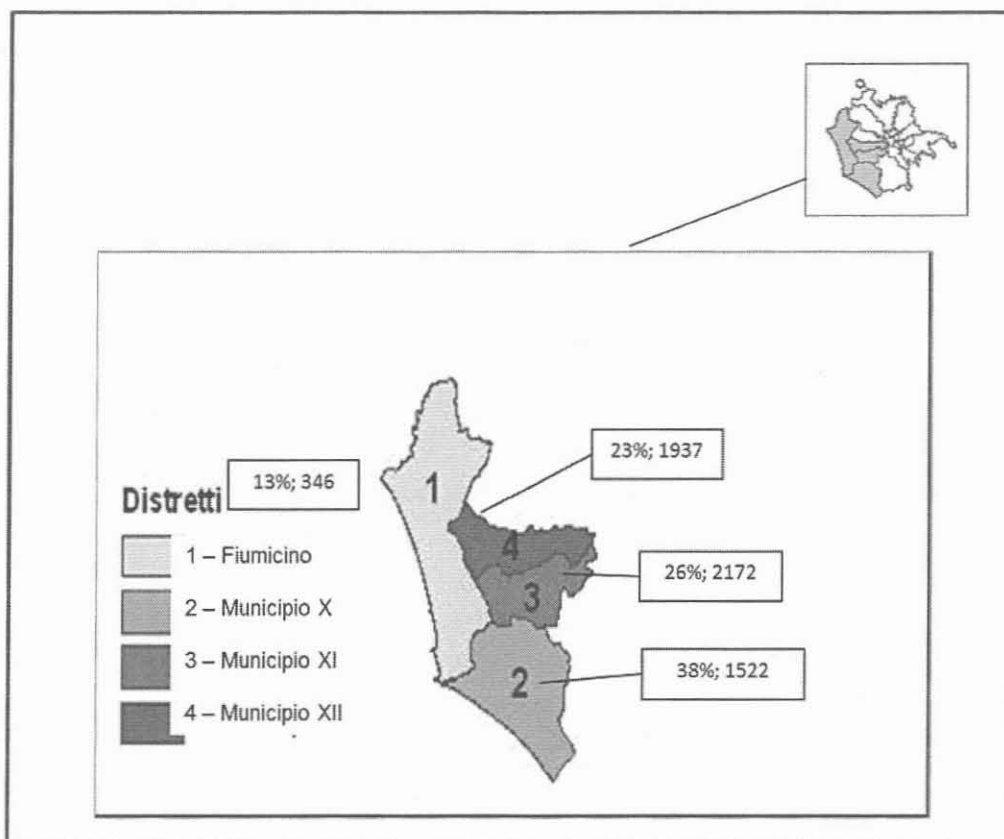 13%; 346
23%; 1937
Distretti
1
1 – Fiumicino
4
26%; 2172
2 – Municipio X
3
3 – Municipio XI
38%; 1522
2
4 – Municipio XII